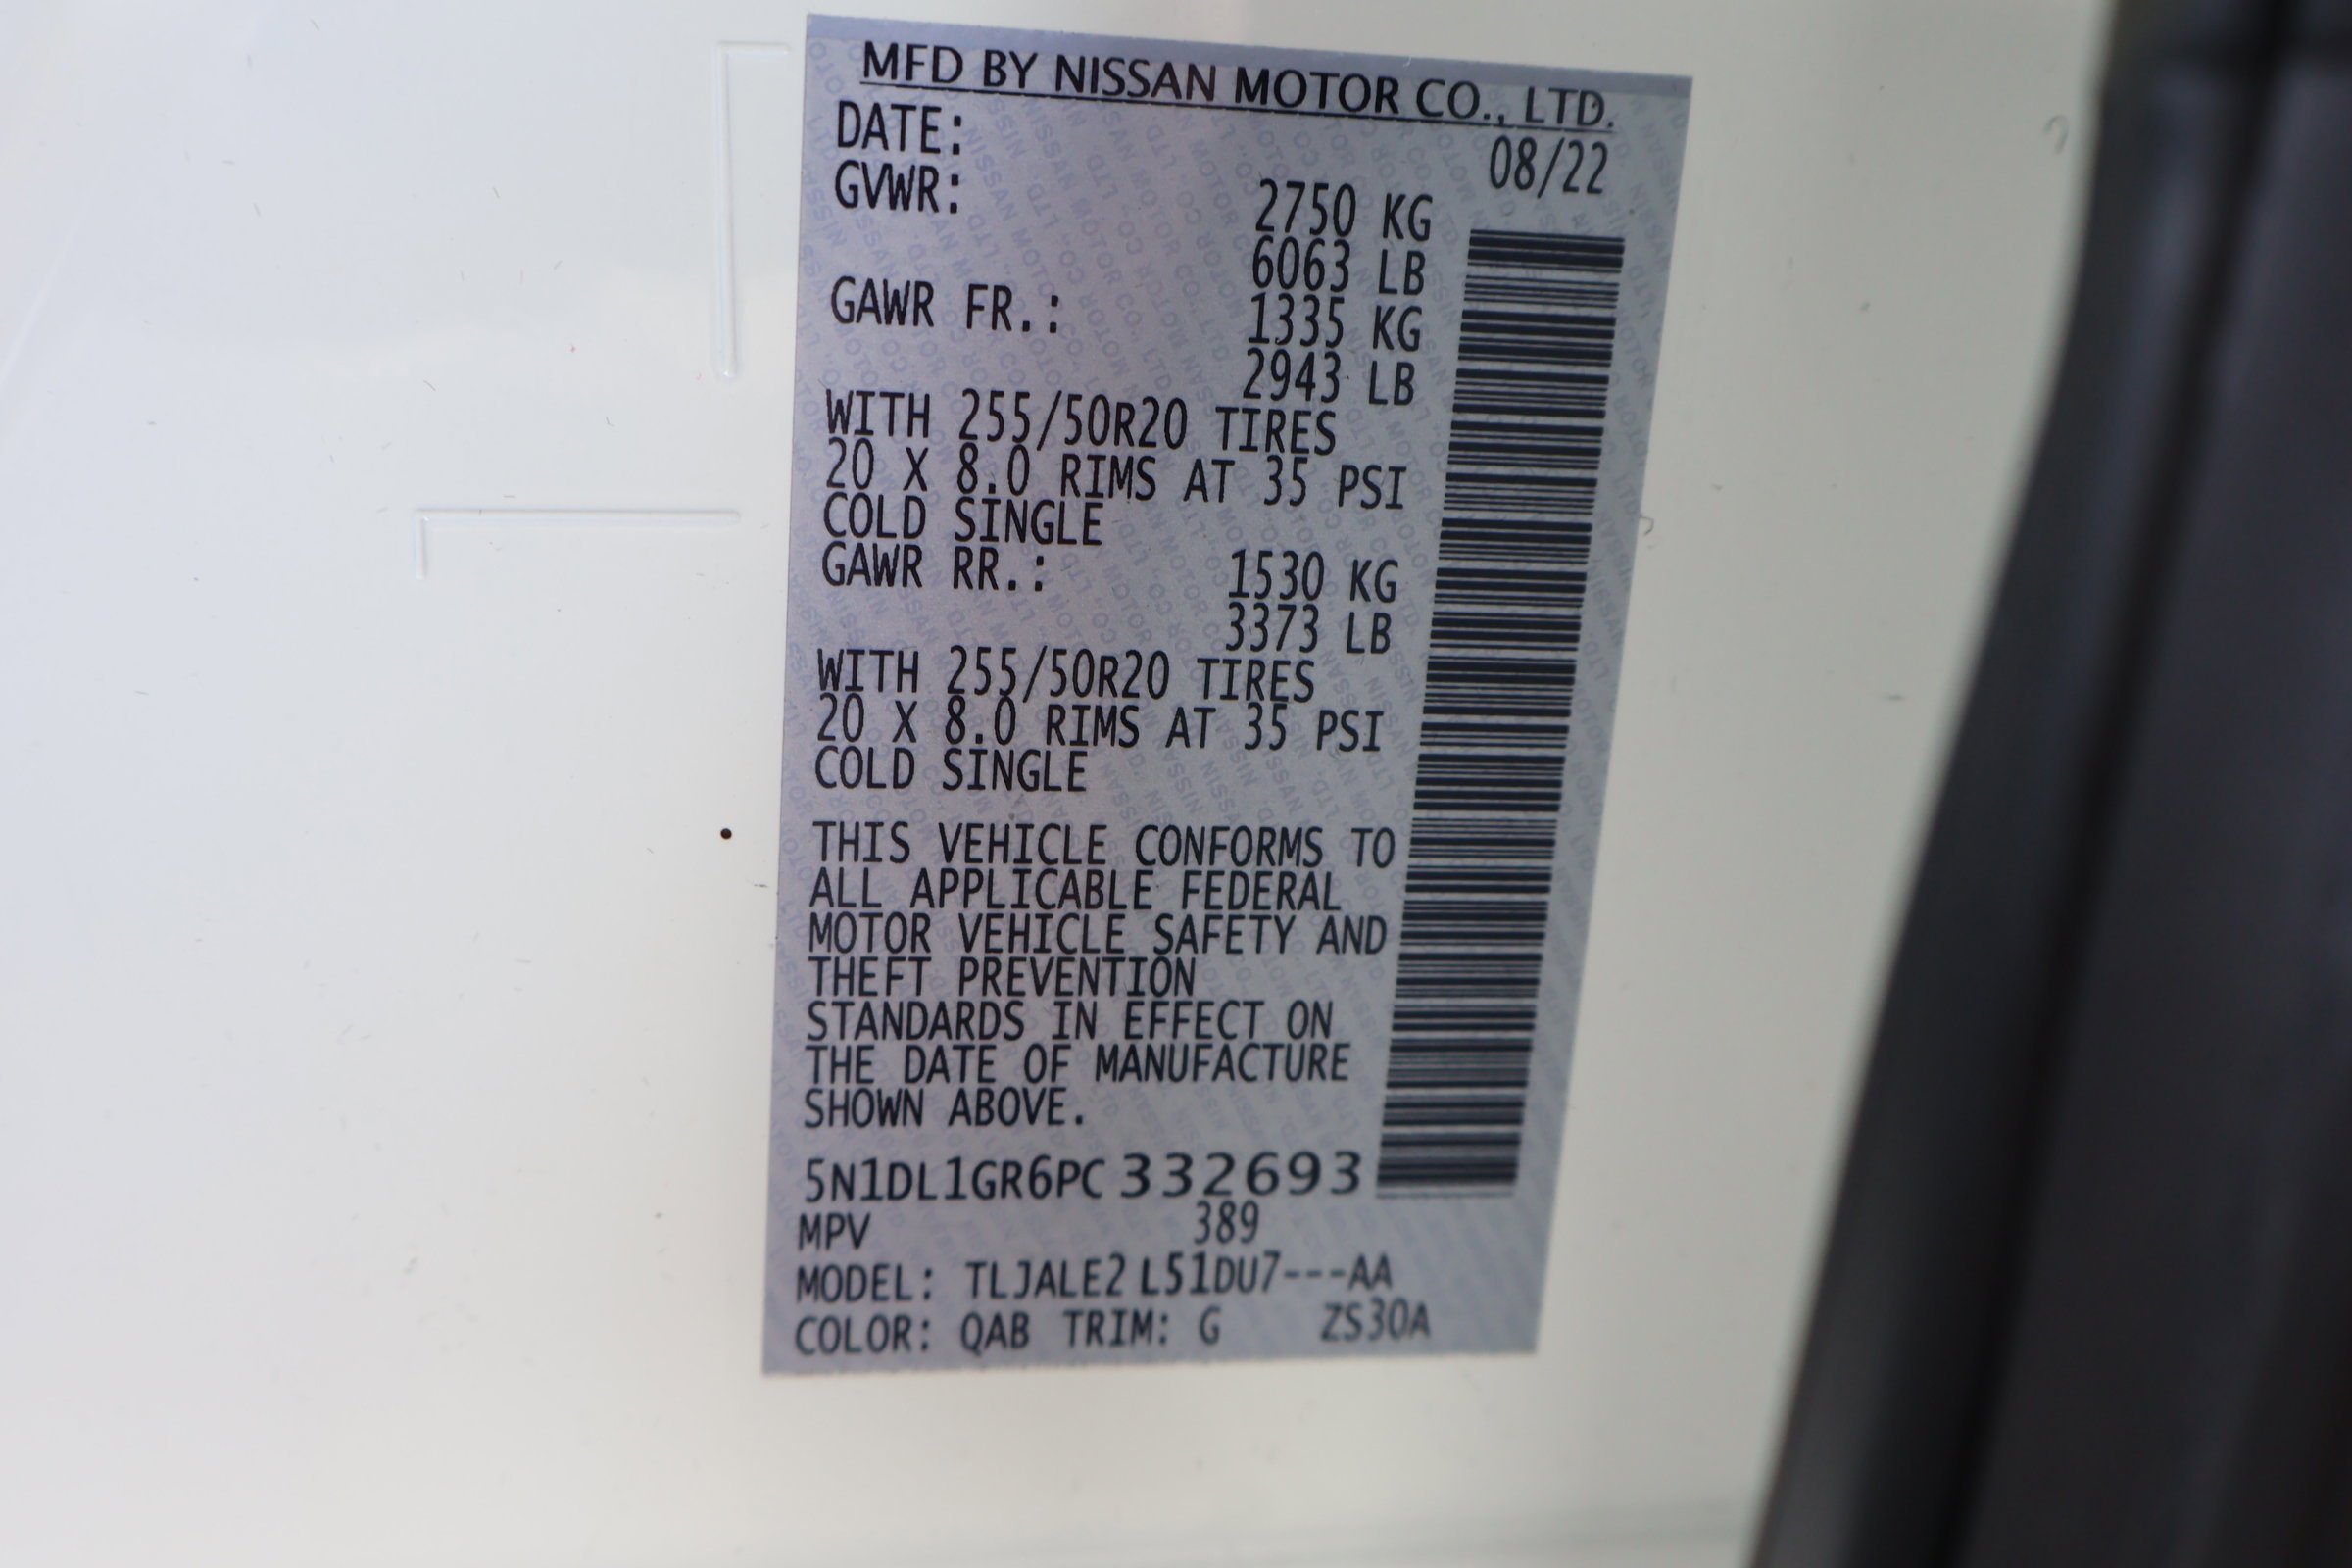 MFD BY NISSAN MOTOR CO., LTD.
DATE: 08/22
GVWR: 2750 KG
6063 LB
GAWR FR.: 1335 KG
2943 LB
WITH 255/50R20 TIRES
20 X 8.0 RIMS AT 35 PSI
COLD SINGLE
GAWR RR.: 1530 KG
3373 LB
WITH 255/50R20 TIRES
20 X 8.0 RIMS AT 35 PSI
COLD SINGLE
THIS VEHICLE CONFORMS TO
ALL APPLICABLE FEDERAL
MOTOR VEHICLE SAFETY AND
THEFT PREVENTION
STANDARDS IN EFFECT ON
THE DATE OF MANUFACTURE
SHOWN ABOVE.
5N1DL1GR6PC332693
MPV 389
MODEL: TLJALE2 L51DU7---AA
COLOR: QAB TRIM: G ZS30A